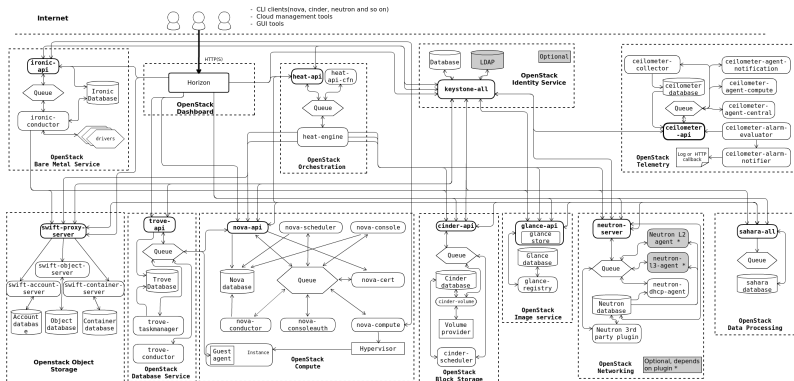 - CLI clients(nova, cinder, neutron and so on)
- Cloud management tools
- GUI tools
Internet
HTTP(S)
ironic-
api
Queue
Ironic
Database
ironic-
conductor
drivers
OpenStack
Bare Metal Service
Horizon
OpenStack
Dashboard
heat-api
heat-
api-cfn
Queue
heat-engine
OpenStack
Orchestration
Database
LDAP
Optional
keystone-all
OpenStack
Identity Service
ceilometer-
collector
ceilometer-agent-
notification
ceilometer
database
ceilometer-
agent-compute
Queue
ceilometer-
agent-central
ceilometer
-api
ceilometer-alarm-
evaluator
Log or HTTP
callback
ceilometer-alarm-
notifier
OpenStack
Telemetry
swift-proxy-
server
swift-object-
server
swift-account-
server
swift-container-
server
Account
databas
e
Object
database
Container
database
Openstack Object
Storage
trove-
api
Queue
Trove
Database
trove-
taskmanager
trove-
conductor
OpenStack
Database Service
nova-api
nova-scheduler
nova-console
Nova
database
Queue
nova-cert
nova-
conductor
nova-
consoleauth
nova-compute
Guest
agent
Instance
Hypervisor
OpenStack
Compute
cinder-api
Queue
Cinder
database
cinder-volume
Volume
provider
cinder-
scheduler
OpenStack
Block Storage
glance-api
glance
store
Glance
database
glance-
registry
OpenStack
Image service
neutron-
server
Neutron L2
agent *
Queue
neutron-
l3-agent *
neutron-
dhcp-agent
Neutron
database
Neutron 3rd
party plugin
OpenStack
Networking
Optional, depends
on plugin *
sahara-all
Queue
sahara
database
OpenStack
Data Processing